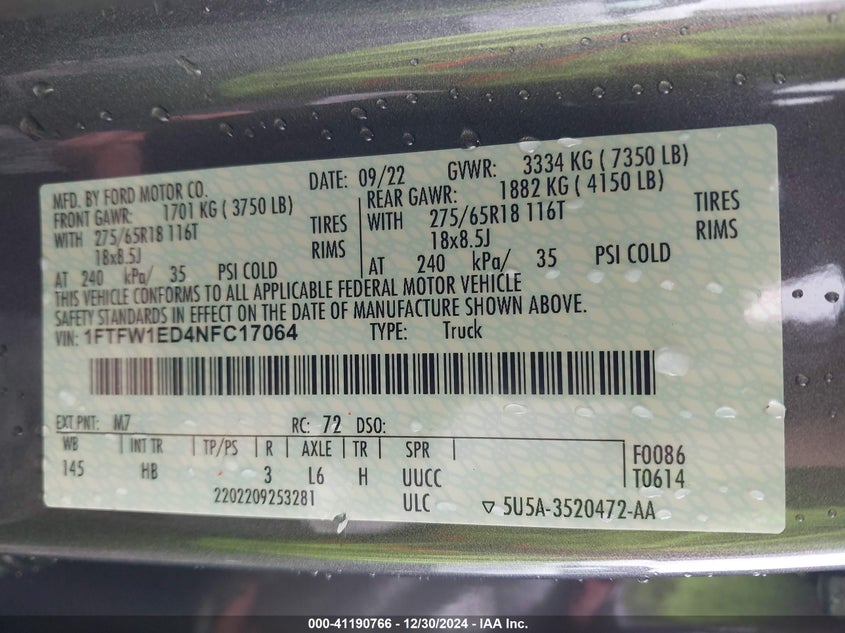 MFD. BY FORD MOTOR CO. DATE: 09/22 GVWR: 3334 KG ( 7350 LB)
FRONT GAWR: 1701 KG ( 3750 LB) REAR GAWR: 1882 KG ( 4150 LB)
WITH 275/65R18 116T TIRES WITH 275/65R18 116T TIRES
18x8.5J RIMS 18x8.5J RIMS
AT 240 kPa/ 35 PSI COLD AT 240 kPa/ 35 PSI COLD
THIS VEHICLE CONFORMS TO ALL APPLICABLE FEDERAL MOTOR VEHICLE
SAFETY STANDARDS IN EFFECT ON THE DATE OF MANUFACTURE SHOWN ABOVE.
VIN: 1FTFW1ED4NFC17064 TYPE: Truck
EXT PNT: M7 RC: 72 DSO:
WB INT TR TP/PS R AXLE TR SPR
145 HB 3 L6 H UUCC
F0086
T0614
2202209253281 ULC ▽ 5U5A-3520472-AA
000-41190766 - 12/30/2024 - IAA Inc.